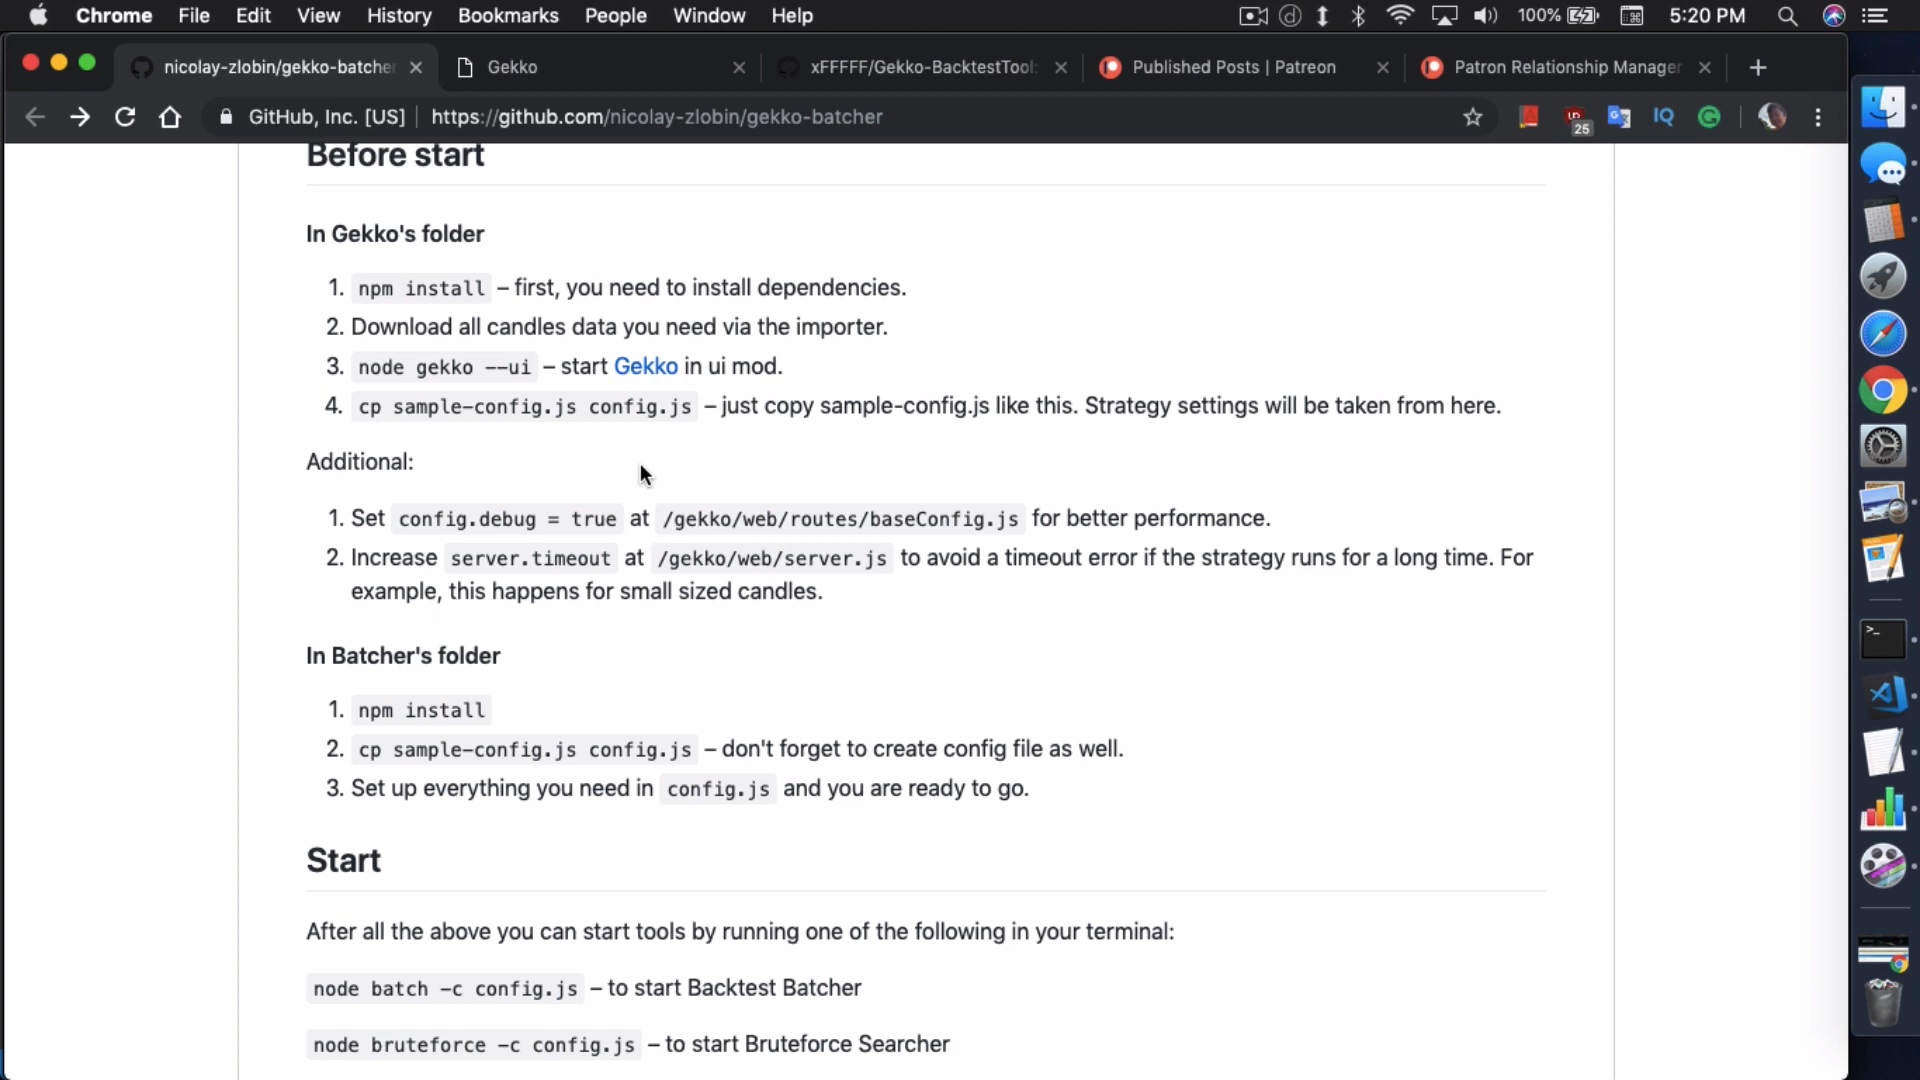 Chrome File Edit View History Bookmarks People Window Help 100% 5:20 PM
nicolay-zlobin/gekko-batche Gekko xFFFFF/Gekko-BacktestTool Published Posts | Patreon Patron Relationship Manager
GitHub, Inc. [US] https://github.com/nicolay-zlobin/gekko-batcher 25 IQ
Before start
In Gekko's folder
1. npm install – first, you need to install dependencies.
2. Download all candles data you need via the importer.
3. node gekko --ui – start Gekko in ui mod.
4. cp sample-config.js config.js – just copy sample-config.js like this. Strategy settings will be taken from here.
Additional:
1. Set config.debug = true at /gekko/web/routes/baseConfig.js for better performance.
2. Increase server.timeout at /gekko/web/server.js to avoid a timeout error if the strategy runs for a long time. For
example, this happens for small sized candles.
In Batcher's folder
1. npm install
2. cp sample-config.js config.js – don't forget to create config file as well.
3. Set up everything you need in config.js and you are ready to go.
Start
After all the above you can start tools by running one of the following in your terminal:
node batch -c config.js – to start Backtest Batcher
node bruteforce -c config.js – to start Bruteforce Searcher